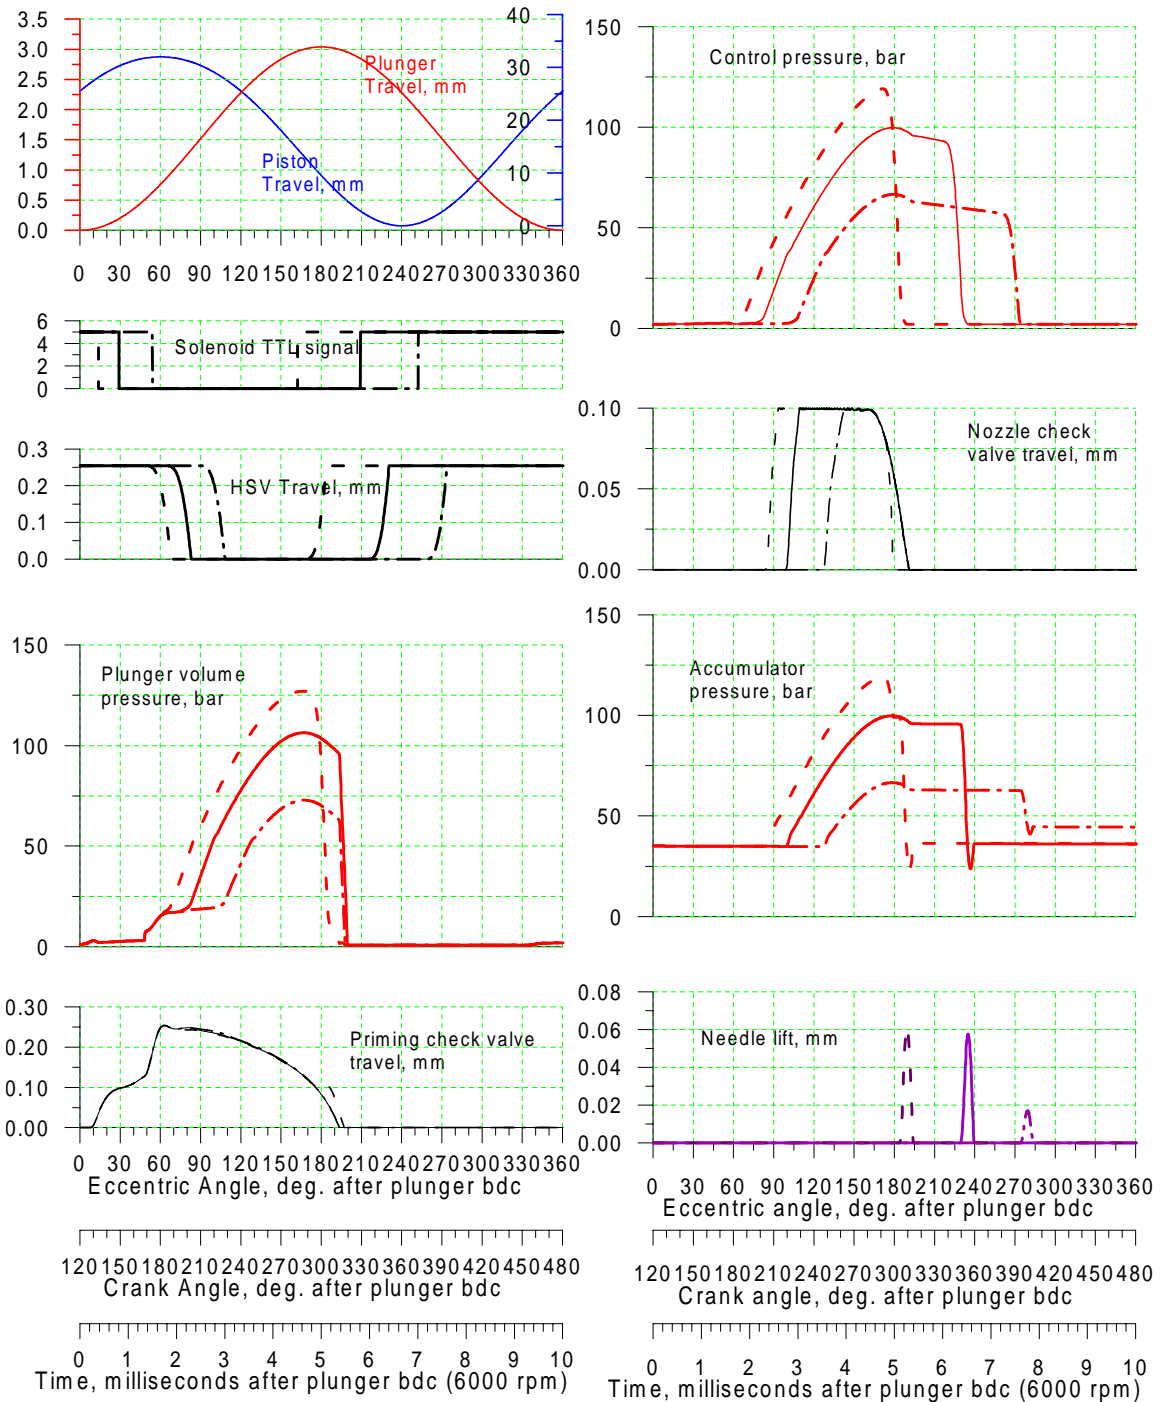 3.5
3.0
2.5
2.0
1.5
1.0
0.5
0.0
40
30
20
10
0
Plunger
Travel, mm
Piston
Travel, mm
0 30 60 90 120 150 180 210 240 270 300 330 360
6
4
2
0
Solenoid TTL signal
0.3
0.2
0.1
0.0
HSV Travel, mm
150
100
50
0
Plunger volume
pressure, bar
0.30
0.20
0.10
0.00
Priming check valve
travel, mm
0 30 60 90 120 150 180 210 240 270 300 330 360
Eccentric Angle, deg. after plunger bdc
120 150 180 210 240 270 300 330 360 390 420 450 480
Crank Angle, deg. after plunger bdc
0 1 2 3 4 5 6 7 8 9 10
Time, milliseconds after plunger bdc (6000 rpm)
150
100
50
0
Control pressure, bar
0.10
0.05
0.00
Nozzle check
valve travel, mm
150
100
50
0
Accumulator
pressure, bar
0.08
0.06
0.04
0.02
0.00
Needle lift, mm
0 30 60 90 120 150 180 210 240 270 300 330 360
Eccentric angle, deg. after plunger bdc
120 150 180 210 240 270 300 330 360 390 420 450 480
Crank angle, deg. after plunger bdc
0 1 2 3 4 5 6 7 8 9 10
Time, milliseconds after plunger bdc (6000 rpm)